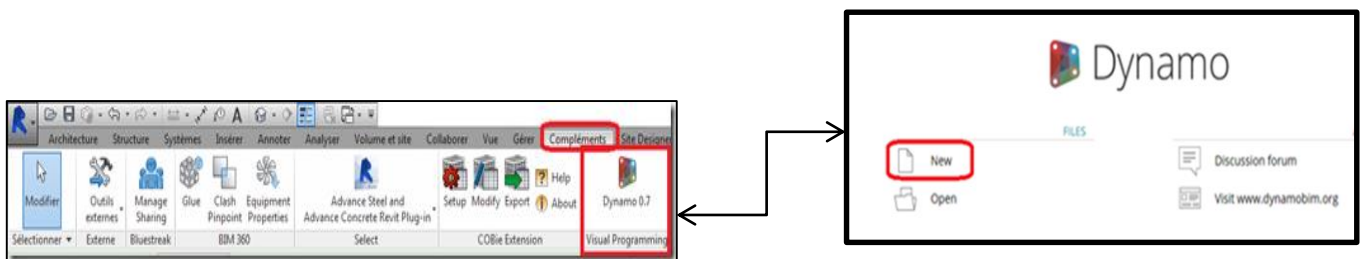 Dynamo
FILES
New
Discussion forum
Open
Visit www.dynamobim.org
Architecture Structure Systèmes Insérer Annoter Analyser Volume et site Collaborer Vue Gérer Compléments Site Designer
Modifier
Outils externes
Manage Sharing
Glue
Clash Pinpoint
Equipment Properties
Advance Steel and Advance Concrete Revit Plug-in
Setup Modify Export
Help
About
Dynamo 0.7
Sélectionner Externe Bluestreak BIM 360 Select COBie Extension Visual Programming